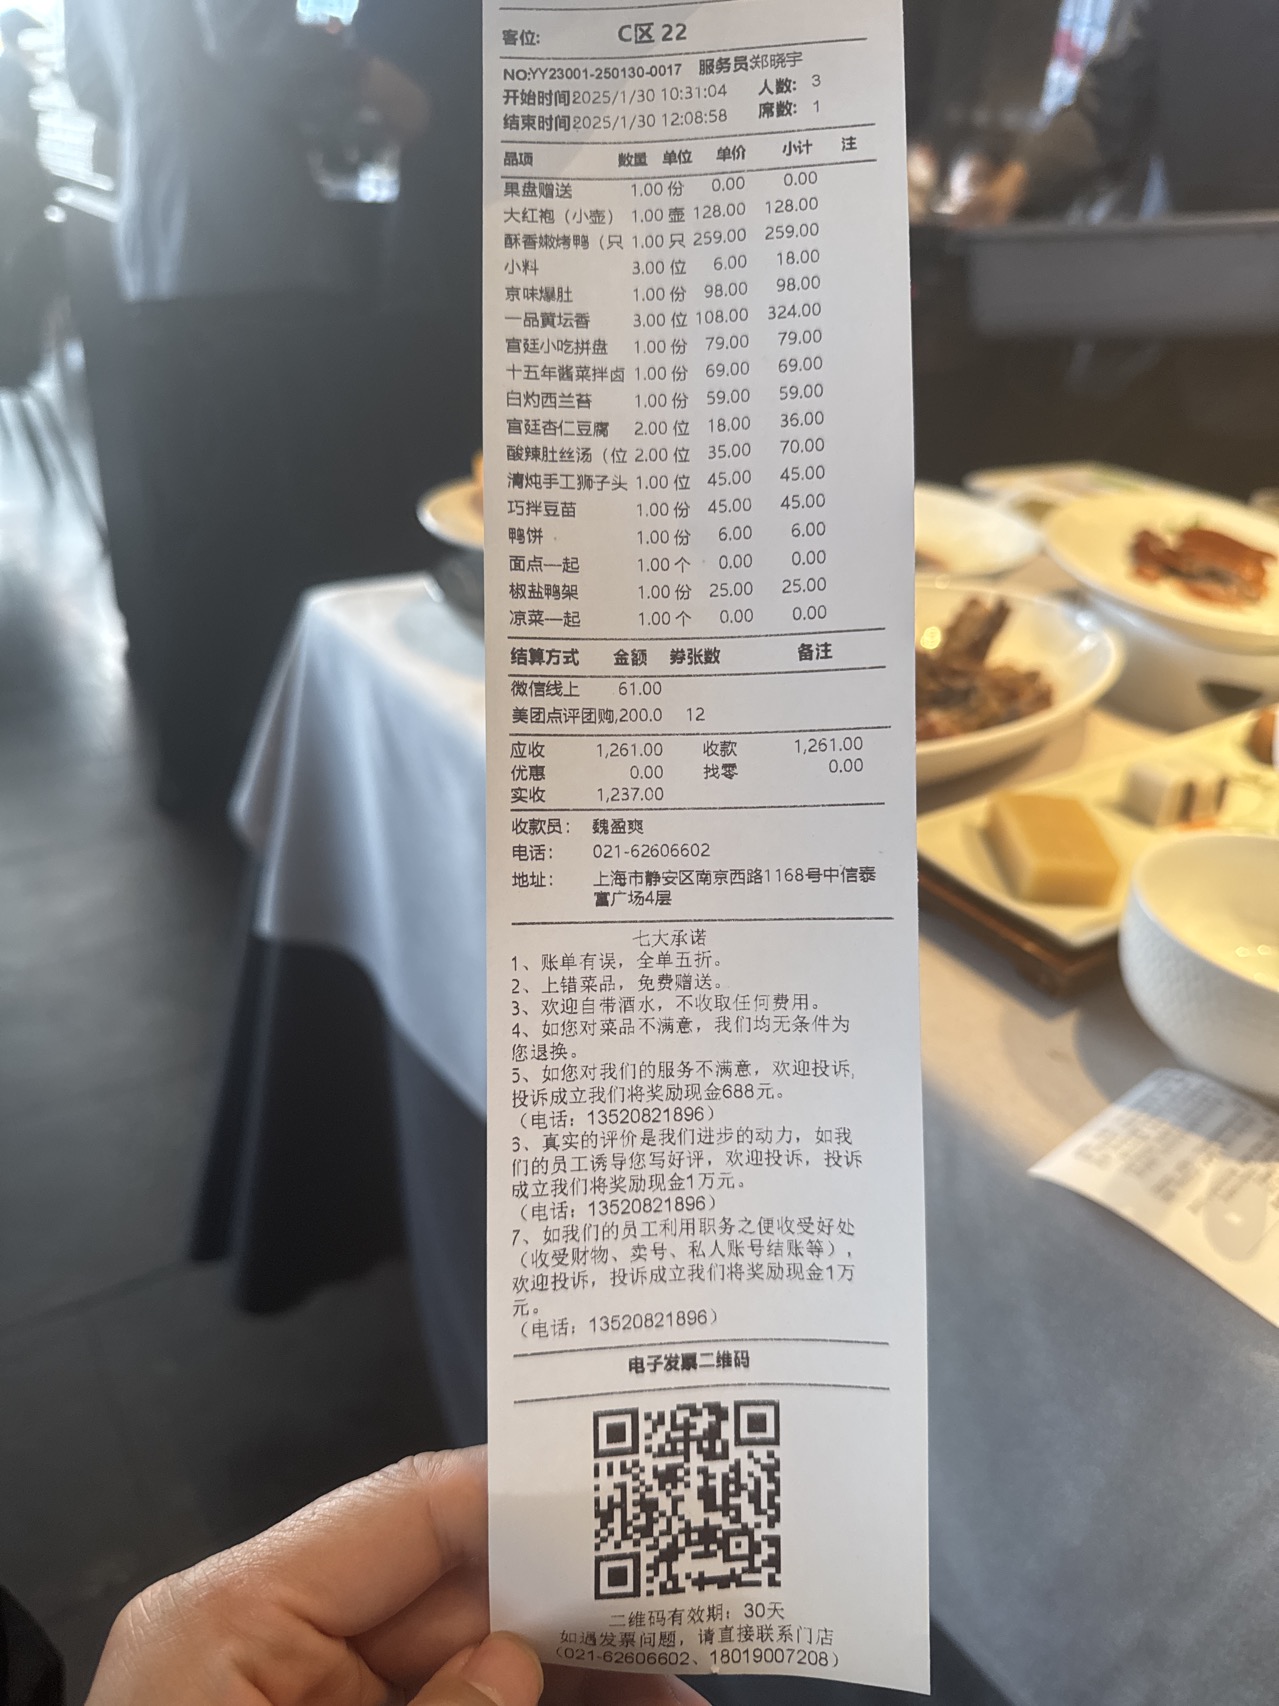 客位: C区 22
NO:YY23001-250130-0017 服务员:郑晓宇
开始时间:2025/1/30 10:31:04 人数: 3
结束时间:2025/1/30 12:08:58 席数: 1
品项 数量 单位 单价 小计 注
果盘赠送 1.00 份 0.00 0.00
大红袍（小壶） 1.00 壶 128.00 128.00
酥香嫩烤鸭（只 1.00 只 259.00 259.00
小料 3.00 位 6.00 18.00
京味爆肚 1.00 份 98.00 98.00
一品冀坛香 3.00 位 108.00 324.00
宫廷小吃拼盘 1.00 份 79.00 79.00
十五年酱菜拌卤 1.00 份 69.00 69.00
白灼西兰苔 1.00 份 59.00 59.00
宫廷杏仁豆腐 2.00 位 18.00 36.00
酸辣肚丝汤（位 2.00 位 35.00 70.00
清炖手工狮子头 1.00 位 45.00 45.00
巧拌豆苗 1.00 份 45.00 45.00
鸭饼 1.00 份 6.00 6.00
面点一起 1.00 个 0.00 0.00
椒盐鸭架 1.00 份 25.00 25.00
凉菜一起 1.00 个 0.00 0.00
结算方式 金额 券张数 备注
微信线上 61.00
美团点评团购,200.0 12
应收 1,261.00 收款 1,261.00
优惠 0.00 找零 0.00
实收 1,237.00
收款员: 魏盈爽
电话: 021-62606602
地址: 上海市静安区南京西路1168号中信泰
富广场4层
七大承诺
1、账单有误，全单五折。
2、上错菜品，免费赠送。
3、欢迎自带酒水，不收取任何费用。
4、如您对菜品不满意，我们均无条件为
您退换。
5、如您对我们的服务不满意，欢迎投诉,
投诉成立我们将奖励现金688元。
（电话：13520821896）
6、真实的评价是我们进步的动力，如我
们的员工诱导您写好评，欢迎投诉，投诉
成立我们将奖励现金1万元。
（电话：13520821896）
7、如我们的员工利用职务之便收受好处
（收受财物、卖号、私人账号结账等），
欢迎投诉，投诉成立我们将奖励现金1万
元。
（电话：13520821896）
电子发票二维码
二维码有效期：30天
如遇发票问题，请直接联系门店
（021-62606602、18019007208）